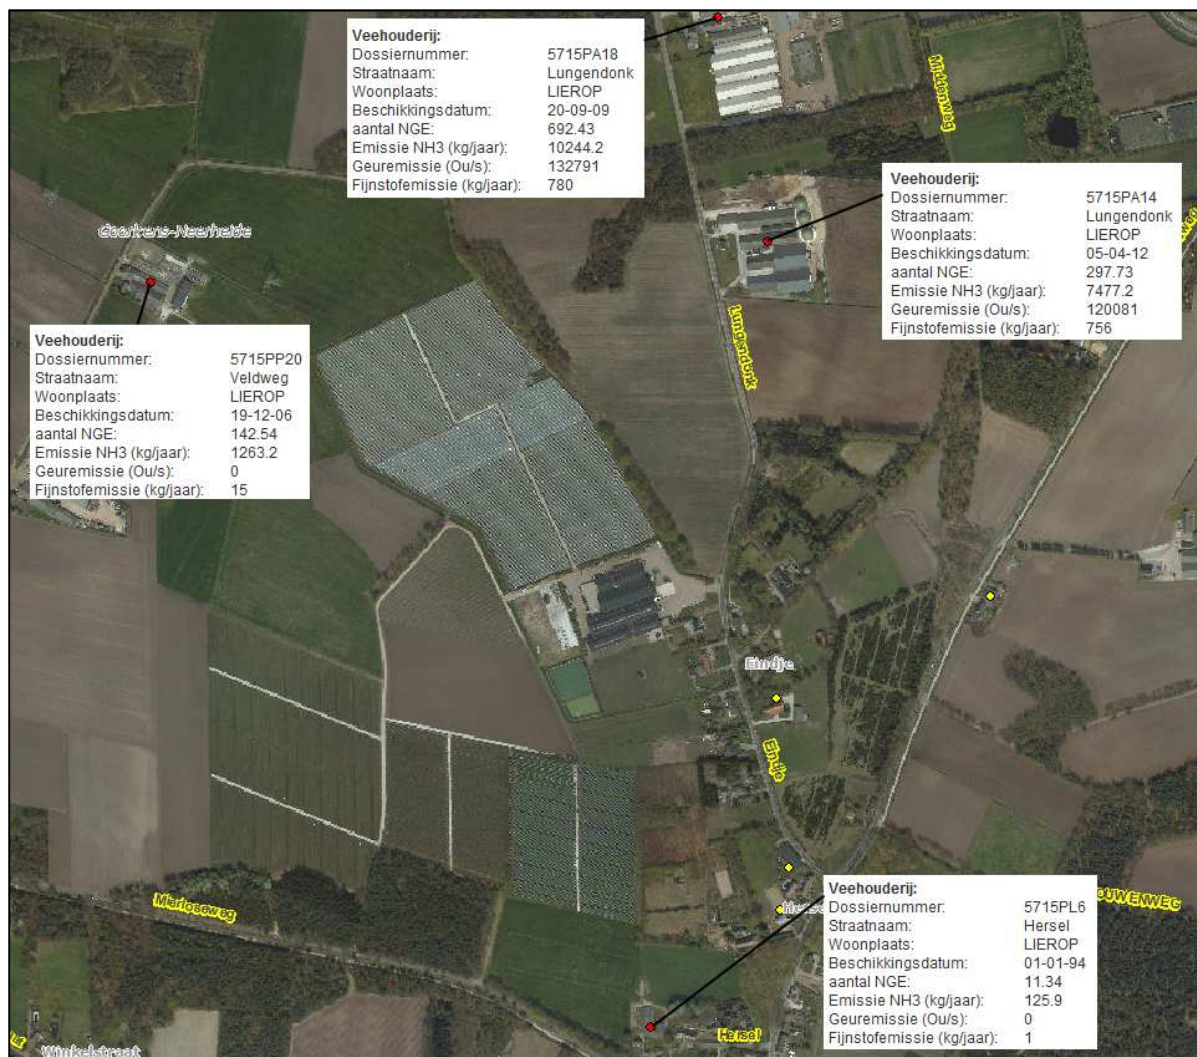 Veehouderij:
Dossiernummer: 5715PA18
Straatnaam: Lungendonk
Woonplaats: LIEROP
Beschikkingsdatum: 20-09-09
aantal NGE: 692.43
Emissie NH3 (kg/jaar): 10244.2
Geuremissie (Ou/s): 132791
Fijnstofemissie (kg/jaar): 780
Middenweg
Veehouderij:
Dossiernummer: 5715PA14
Straatnaam: Lungendonk
Woonplaats: LIEROP
Beschikkingsdatum: 05-04-12
aantal NGE: 297.73
Emissie NH3 (kg/jaar): 7477.2
Geuremissie (Ou/s): 120081
Fijnstofemissie (kg/jaar): 756
Goorkens-Neerheide
Lungendonk
Veehouderij:
Dossiernummer: 5715PP20
Straatnaam: Veldweg
Woonplaats: LIEROP
Beschikkingsdatum: 19-12-06
aantal NGE: 142.54
Emissie NH3 (kg/jaar): 1263.2
Geuremissie (Ou/s): 0
Fijnstofemissie (kg/jaar): 15
Eindje
Eindje
Mierloseweg
Herse
OUWENWEG
Veehouderij:
Dossiernummer: 5715PL6
Straatnaam: Hersel
Woonplaats: LIEROP
Beschikkingsdatum: 01-01-94
aantal NGE: 11.34
Emissie NH3 (kg/jaar): 125.9
Geuremissie (Ou/s): 0
Fijnstofemissie (kg/jaar): 1
Hersel
Winkelstraat